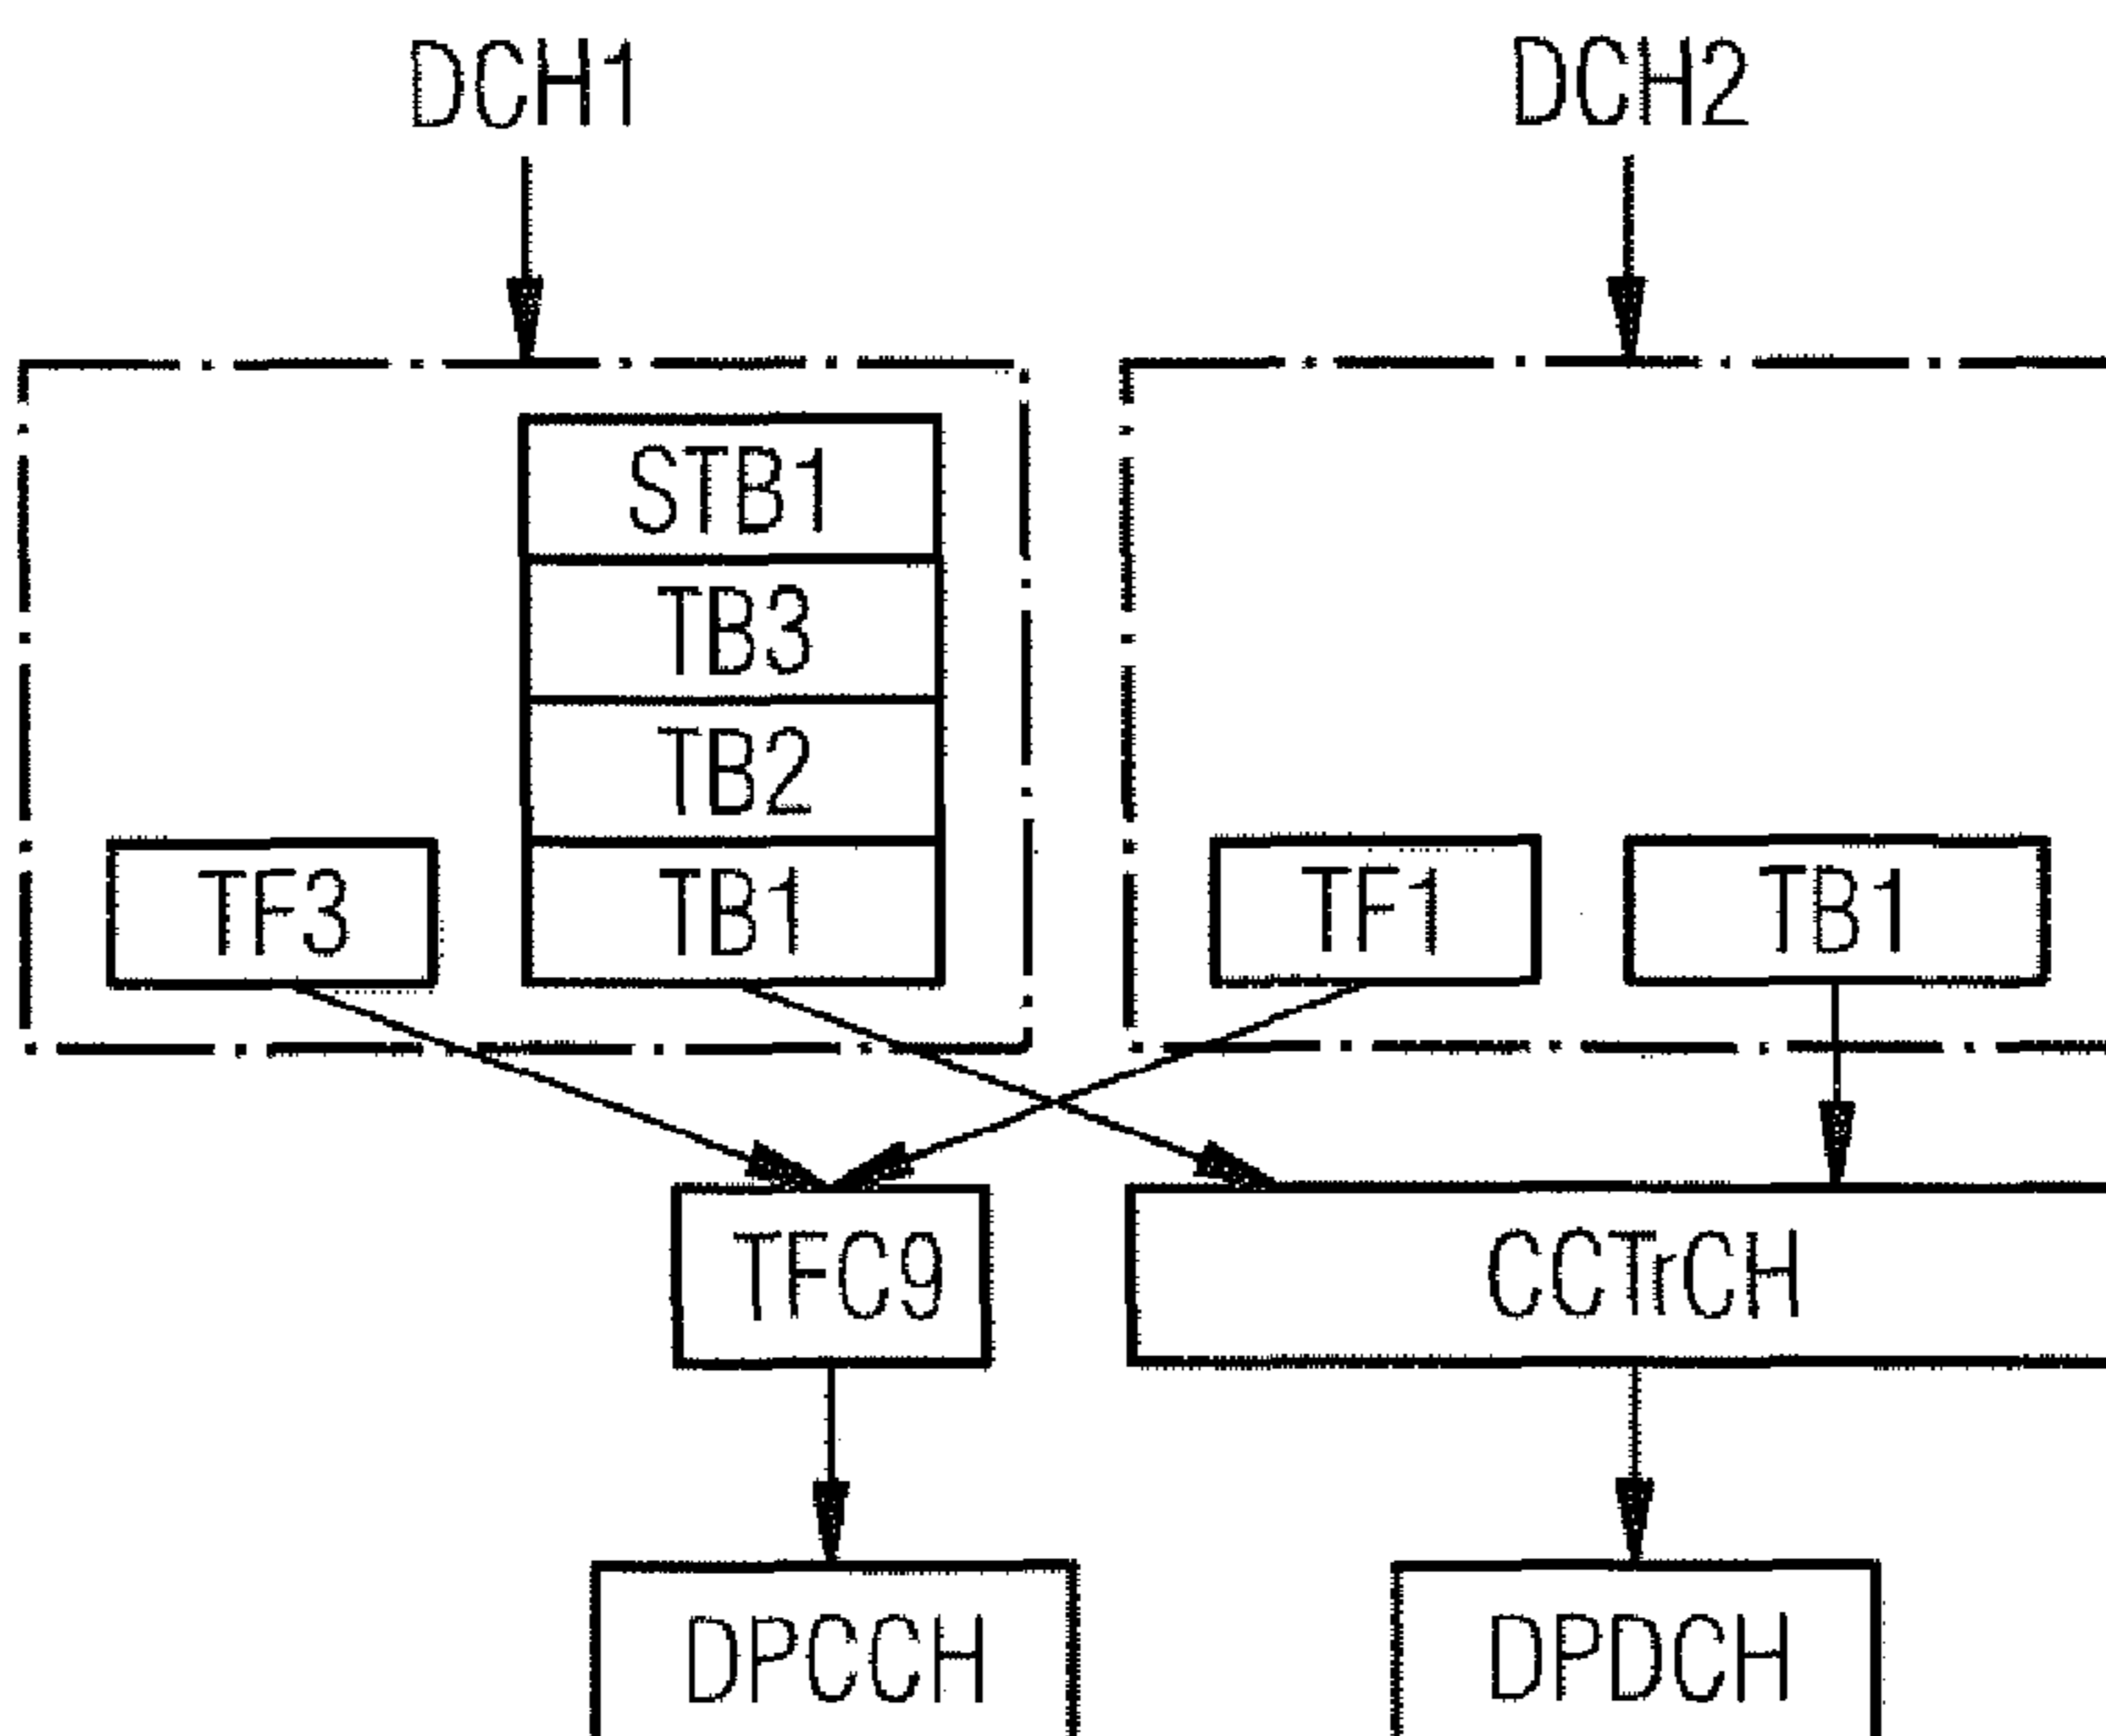 DCH1 DCH2
STB1
TB3
TB2
TF3 TB1 TF1 TB1
TFC9 CCTrCH
DPCCH DPDCH